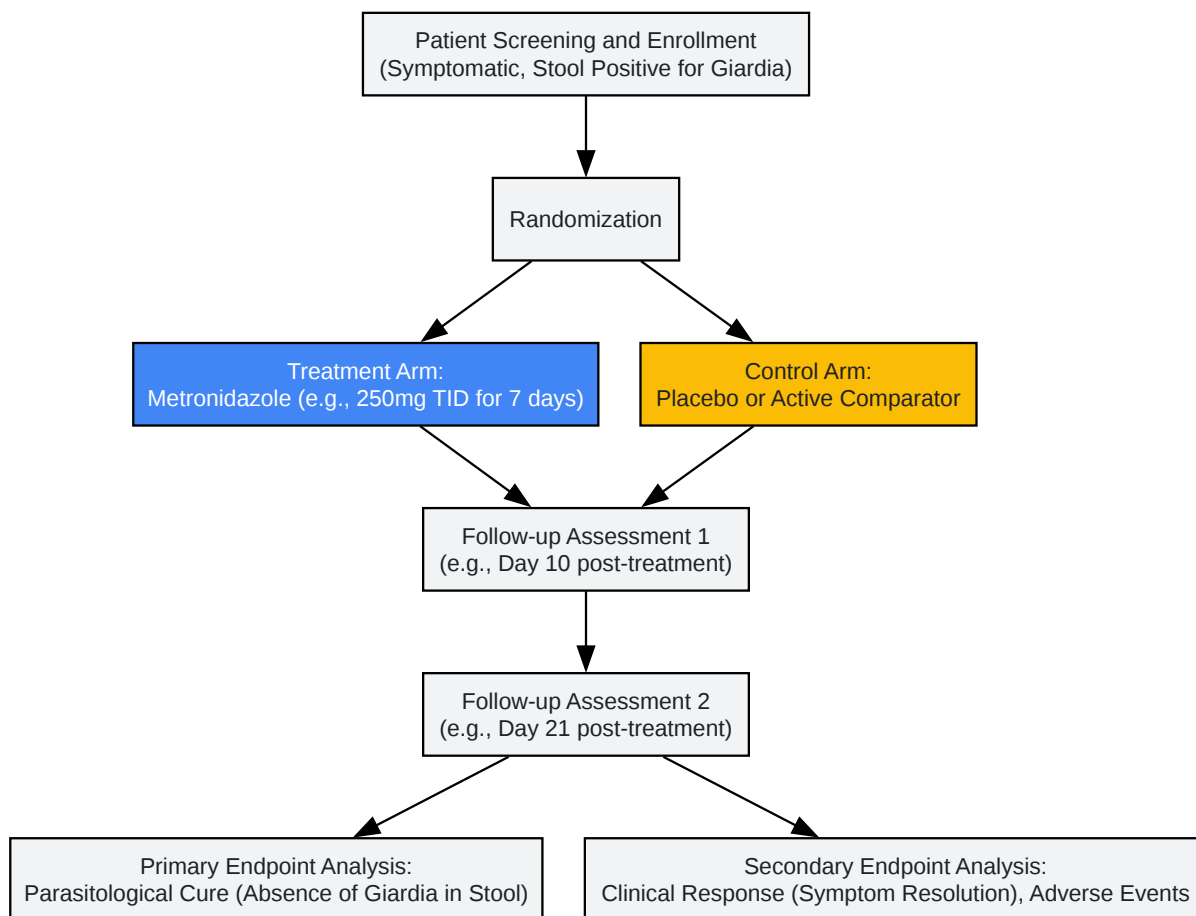 Patient Screening and Enrollment
(Symptomatic, Stool Positive for Giardia)
Randomization
Treatment Arm:
Metronidazole (e.g., 250mg TID for 7 days)
Control Arm:
Placebo or Active Comparator
Follow-up Assessment 1
(e.g., Day 10 post-treatment)
Follow-up Assessment 2
(e.g., Day 21 post-treatment)
Primary Endpoint Analysis:
Parasitological Cure (Absence of Giardia in Stool)
Secondary Endpoint Analysis:
Clinical Response (Symptom Resolution), Adverse Events